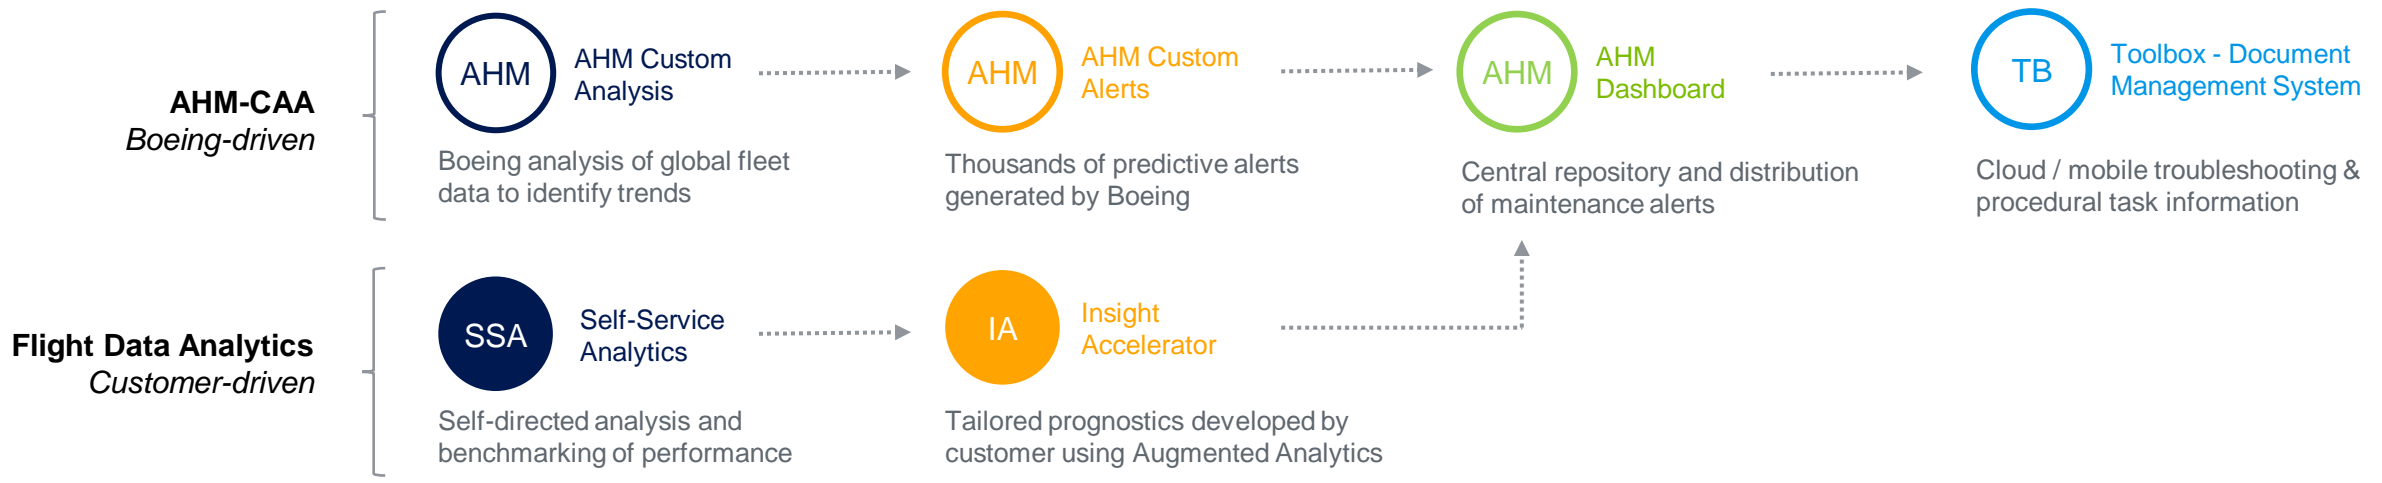 AHM-CAA
Boeing-driven
AHM
AHM Custom
Analysis
Boeing analysis of global fleet
data to identify trends
AHM
AHM Custom
Alerts
Thousands of predictive alerts
generated by Boeing
AHM
AHM
Dashboard
Central repository and distribution
of maintenance alerts
TB
Toolbox - Document
Management System
Cloud / mobile troubleshooting &
procedural task information
Flight Data Analytics
Customer-driven
SSA
Self-Service
Analytics
Self-directed analysis and
benchmarking of performance
IA
Insight
Accelerator
Tailored prognostics developed by
customer using Augmented Analytics